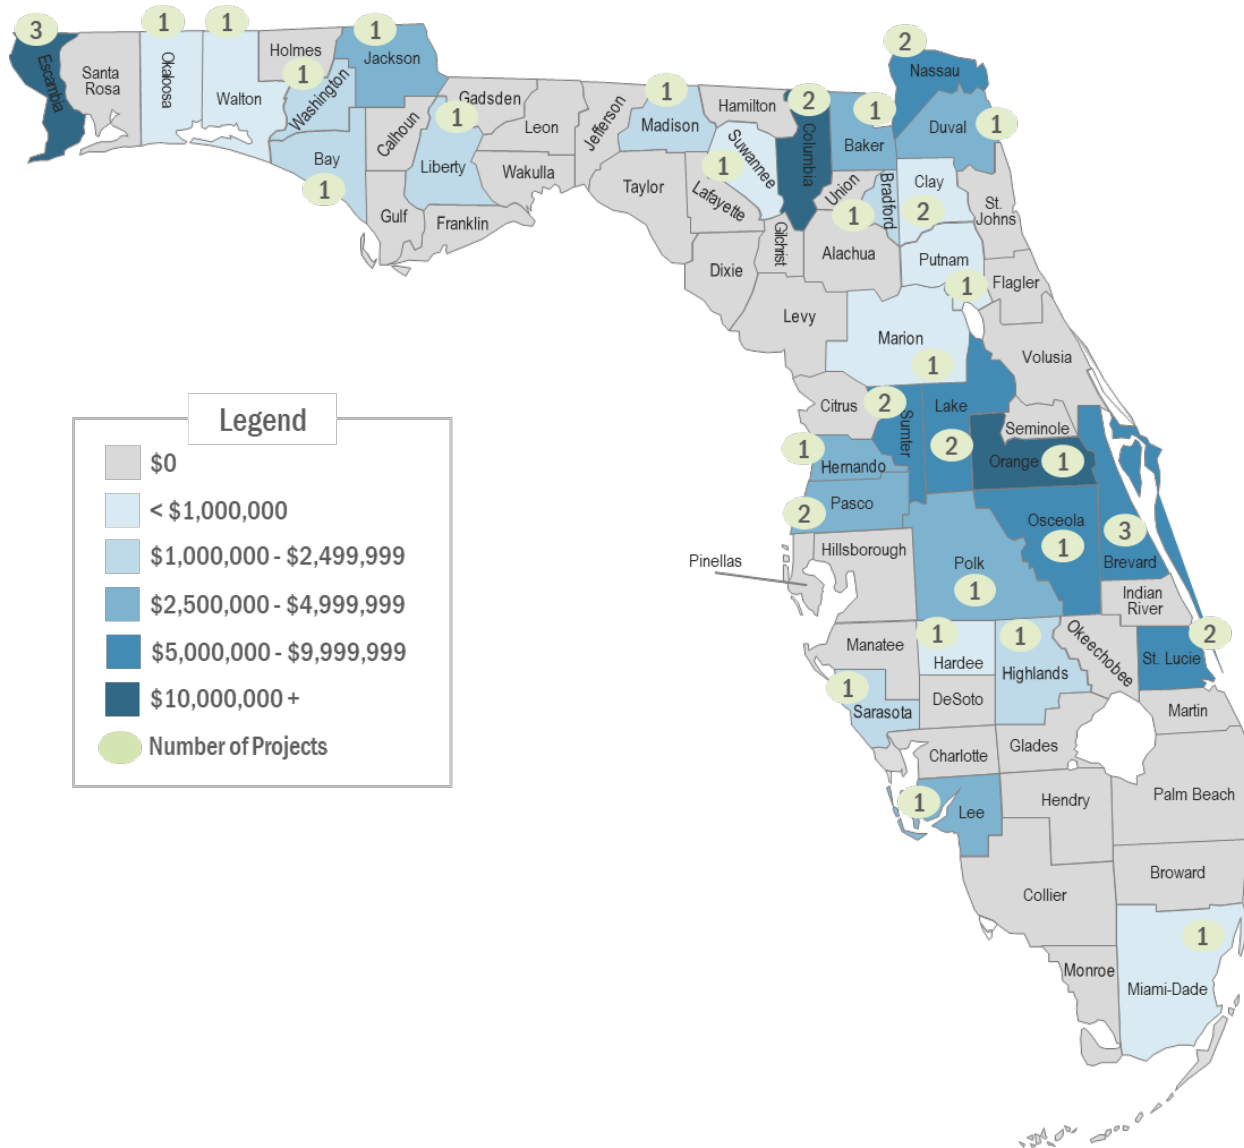 3
1
1
1
2
Escambia
Santa
Rosa
Okaloosa
Walton
Holmes
1
Washington
Jackson
Bay
1
Calhoun
Gulf
Gadsden
1
Liberty
Leon
Wakulla
Franklin
Jefferson
1
Madison
Taylor
Hamilton
2
Columbia
1
Suwannee
Lafayette
Dixie
Gilchrist
Nassau
1
Baker
Duval
1
Union
Bradford
1
Alachua
Clay
2
St.
Johns
Putnam
1
Flagler
Levy
Marion
1
Volusia
Citrus
2
Sumter
Lake
2
Seminole
Orange
1
1
Hernando
Pasco
2
Osceola
1
3
Brevard
Pinellas
Hillsborough
Polk
1
Indian
River
Manatee
1
Hardee
1
Highlands
Okeechobee
2
St. Lucie
1
Sarasota
DeSoto
Martin
Charlotte
Glades
1
Lee
Hendry
Palm Beach
Collier
Broward
Monroe
1
Miami-Dade
Legend
$0
< $1,000,000
$1,000,000 - $2,499,999
$2,500,000 - $4,999,999
$5,000,000 - $9,999,999
$10,000,000 +
Number of Projects